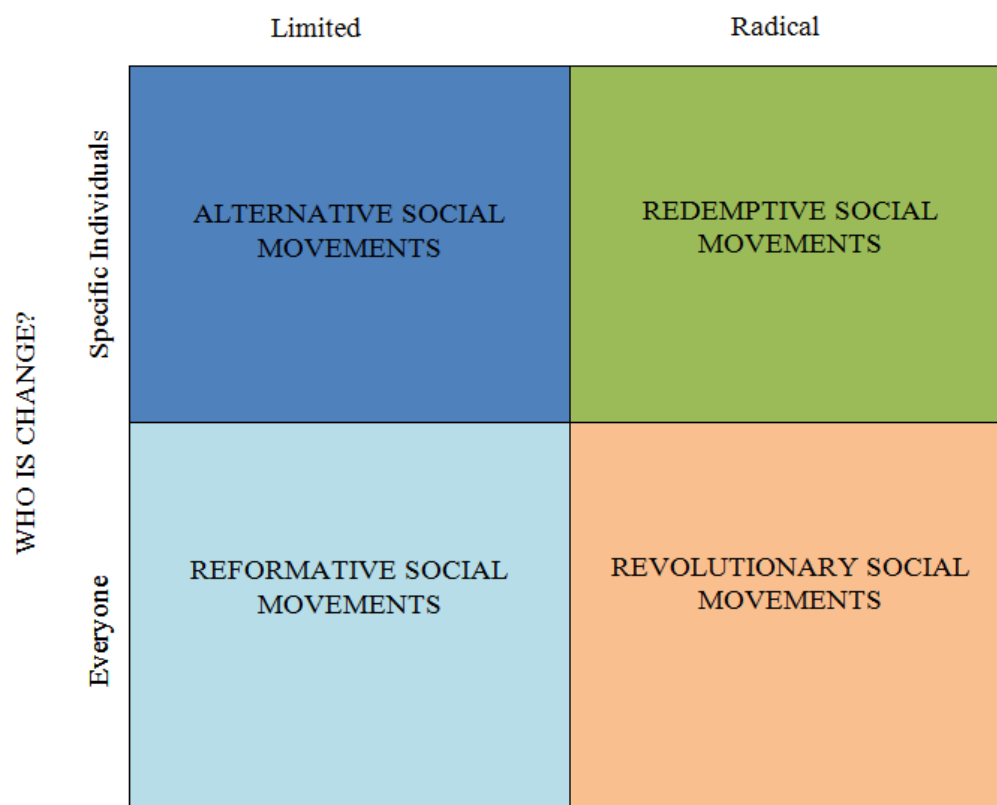 Limited
Radical
WHO IS CHANGE?
Specific Individuals
ALTERNATIVE SOCIAL
MOVEMENTS
REDEMPTIVE SOCIAL
MOVEMENTS
Everyone
REFORMATIVE SOCIAL
MOVEMENTS
REVOLUTIONARY SOCIAL
MOVEMENTS